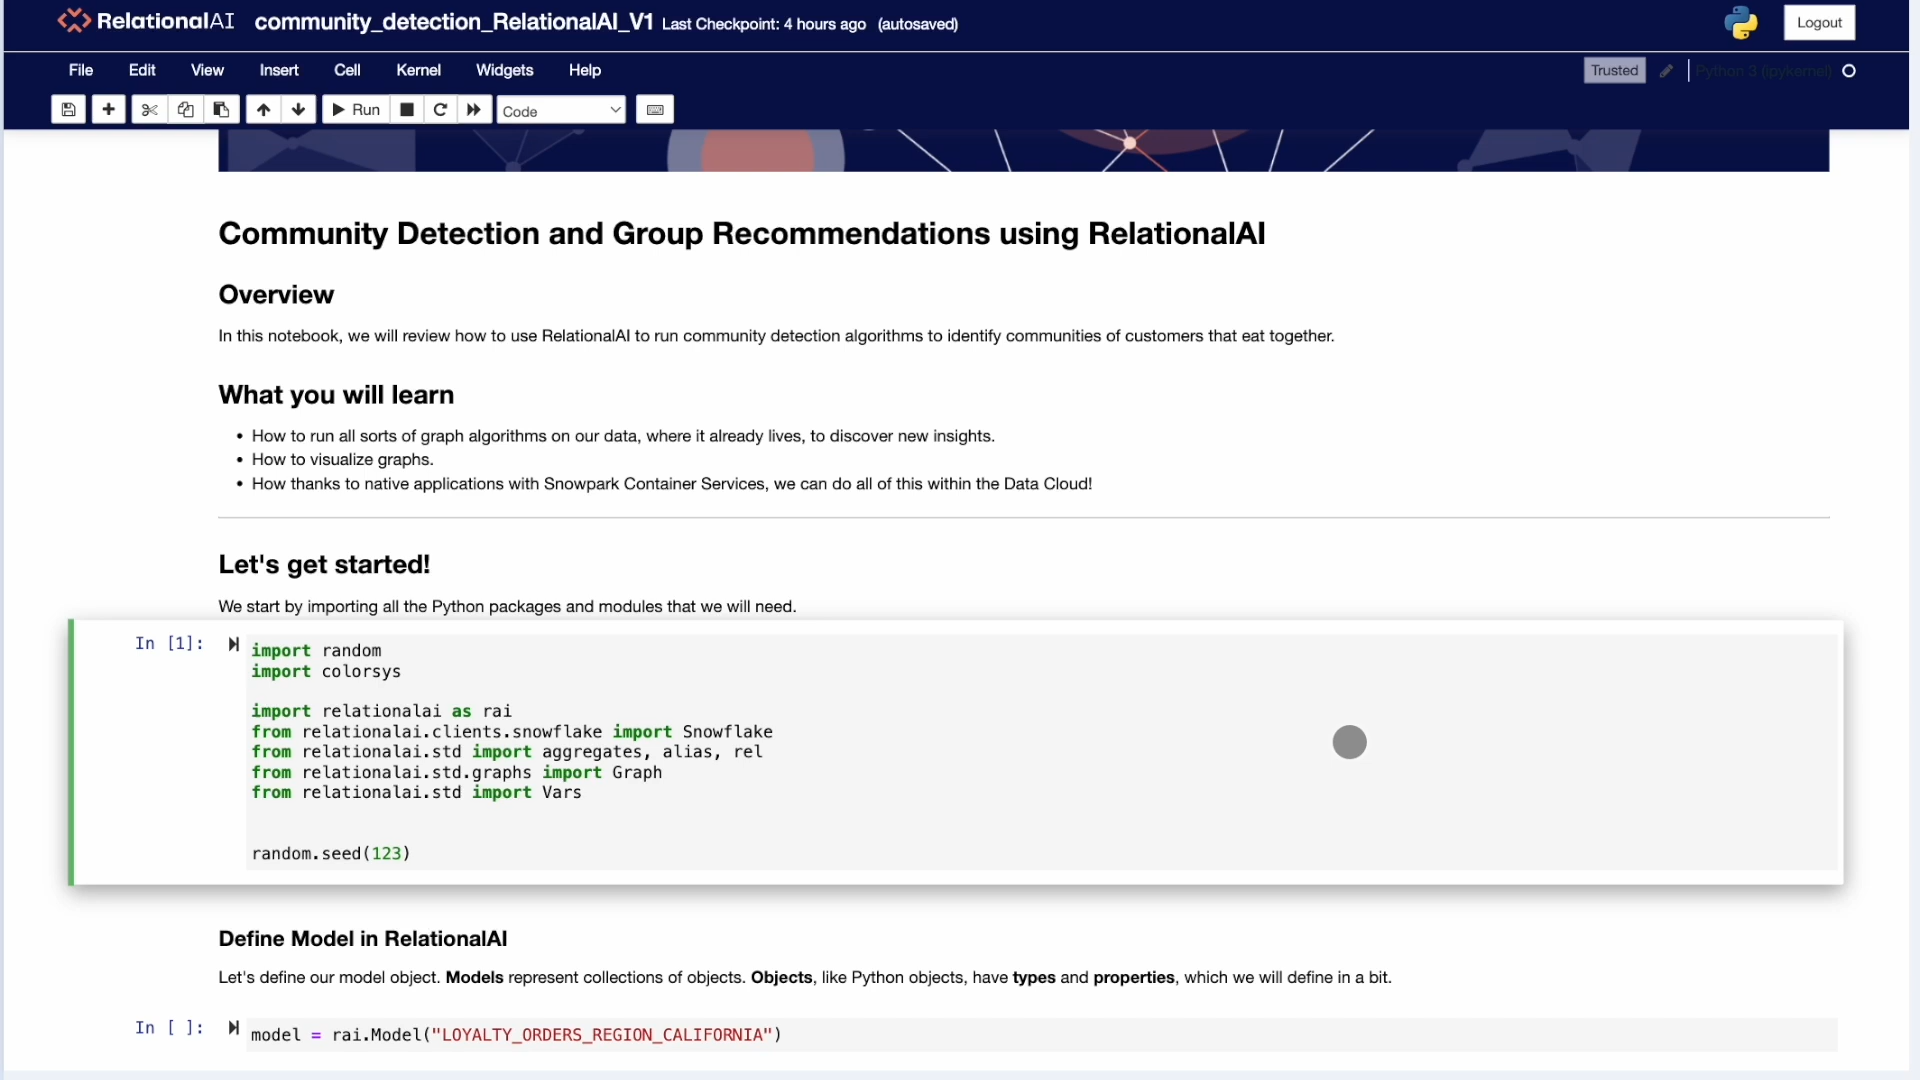 RelationalAI community_detection_RelationalAI_V1 Last Checkpoint: 4 hours ago (autosaved)
Logout
File Edit View Insert Cell Kernel Widgets Help
Trusted
Python 3 (ipykernel)
Run
Code
Community Detection and Group Recommendations using RelationalAI
Overview
In this notebook, we will review how to use RelationalAI to run community detection algorithms to identify communities of customers that eat together.
What you will learn
• How to run all sorts of graph algorithms on our data, where it already lives, to discover new insights.
• How to visualize graphs.
• How thanks to native applications with Snowpark Container Services, we can do all of this within the Data Cloud!
Let's get started!
We start by importing all the Python packages and modules that we will need.
In [1]:
import random
import colorsys
import relationalai as rai
from relationalai.clients.snowflake import Snowflake
from relationalai.std import aggregates, alias, rel
from relationalai.std.graphs import Graph
from relationalai.std import Vars
random.seed(123)
Define Model in RelationalAI
Let's define our model object. Models represent collections of objects. Objects, like Python objects, have types and properties, which we will define in a bit.
In [ ]:
model = rai.Model("LOYALTY_ORDERS_REGION_CALIFORNIA")